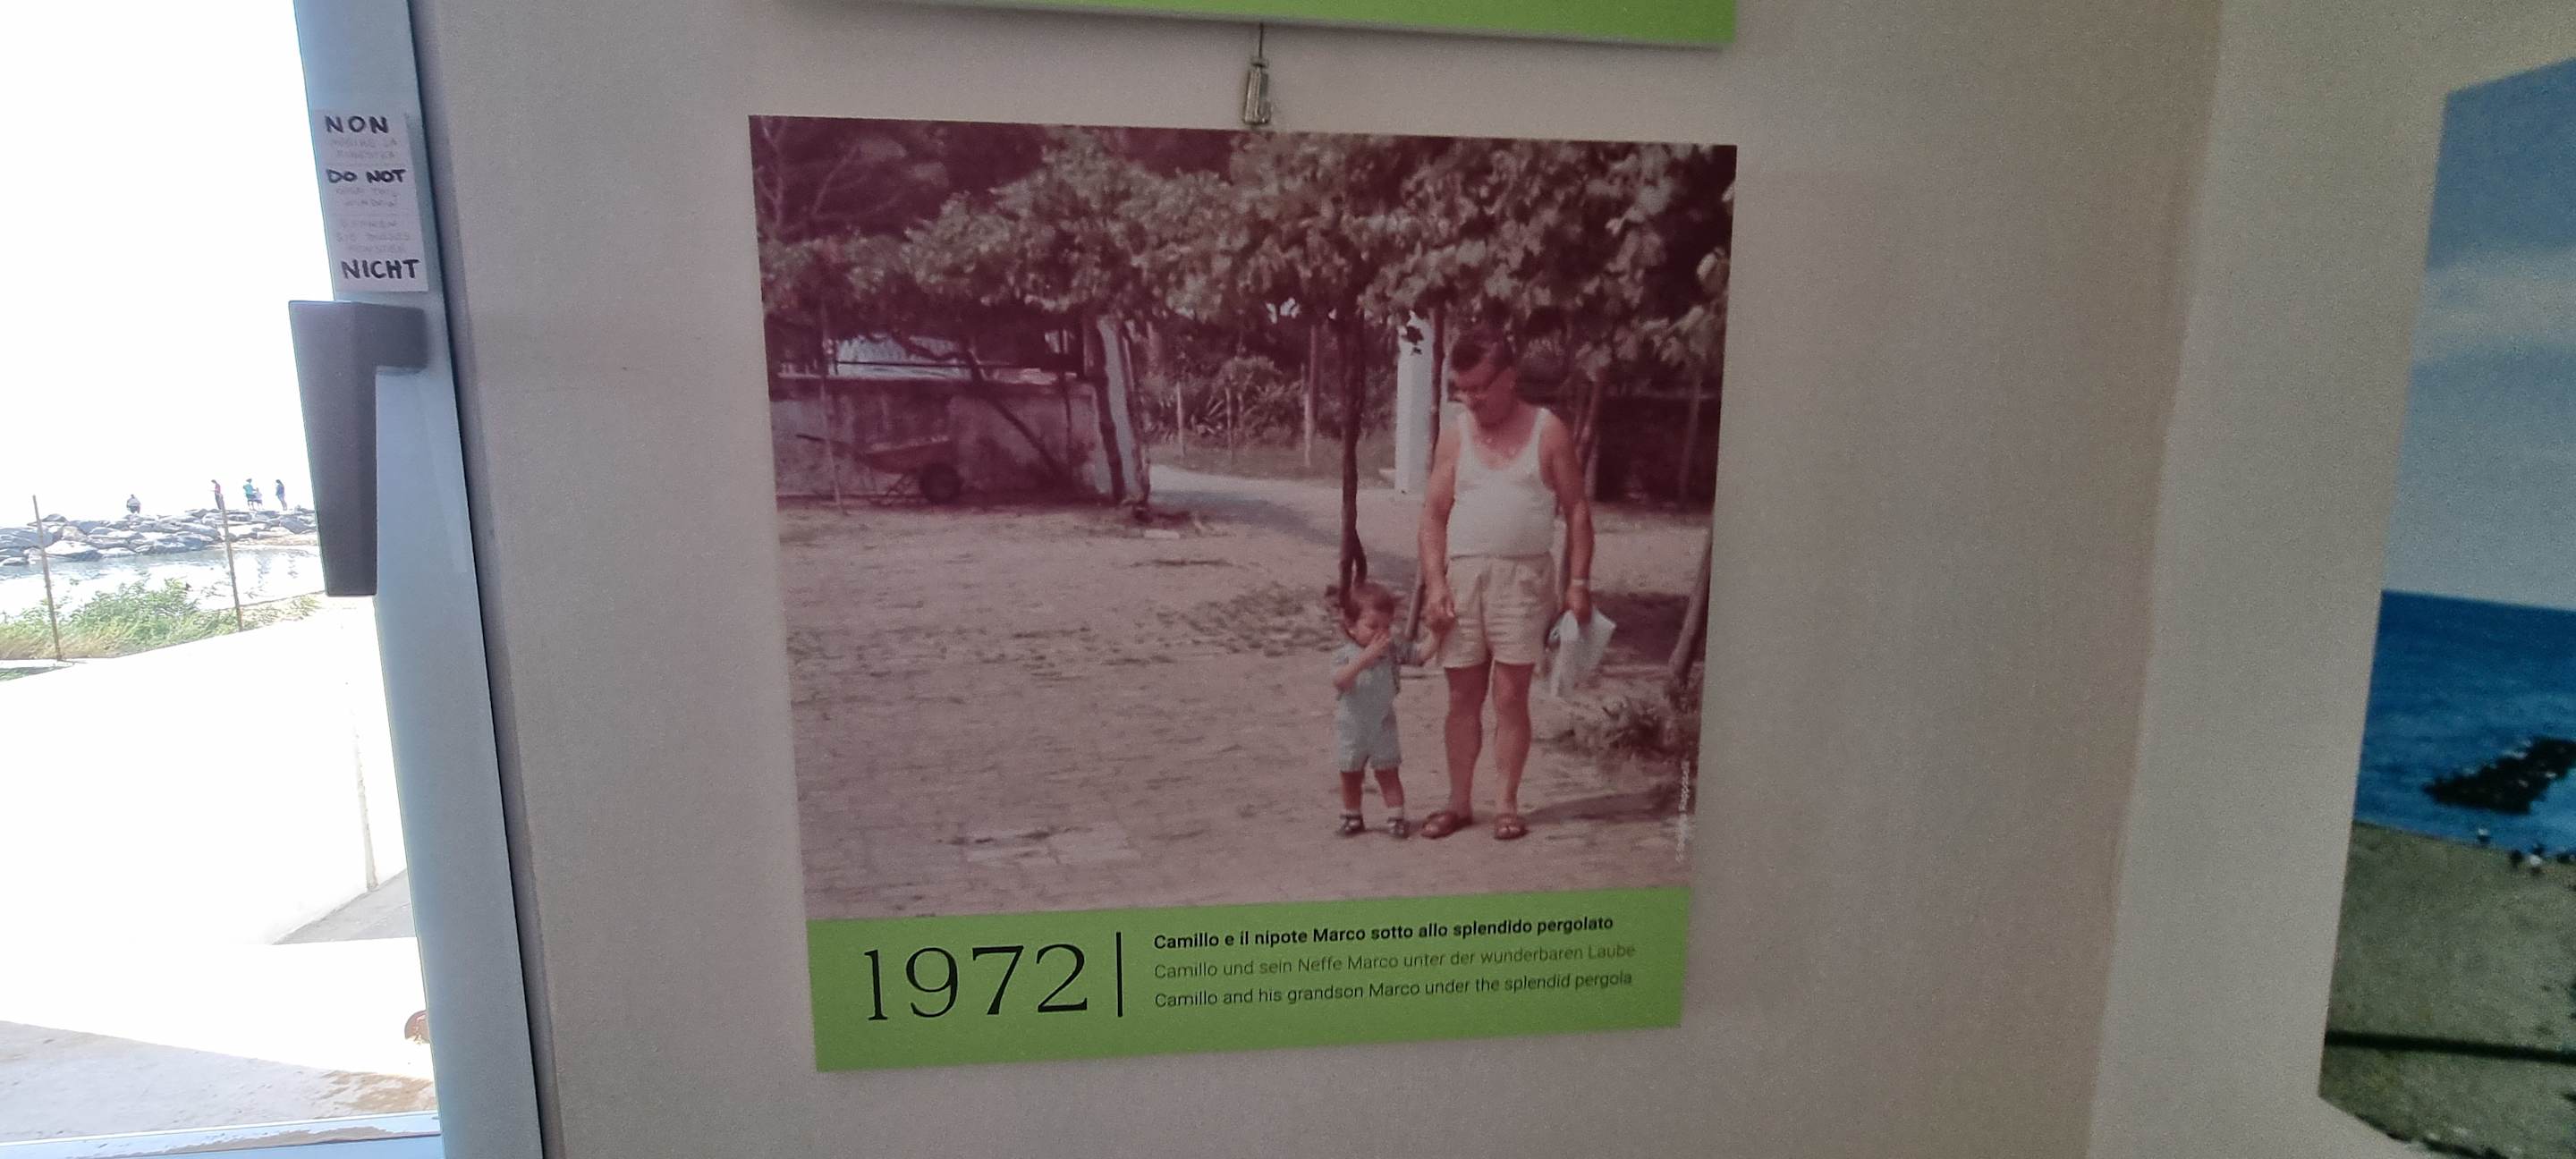 NON
DO NOT
NICHT
1972
Camillo e il nipote Marco sotto allo splendido pergolato
Camillo und sein Neffe Marco unter der wunderbaren Laube
Camillo and his grandson Marco under the splendid pergola